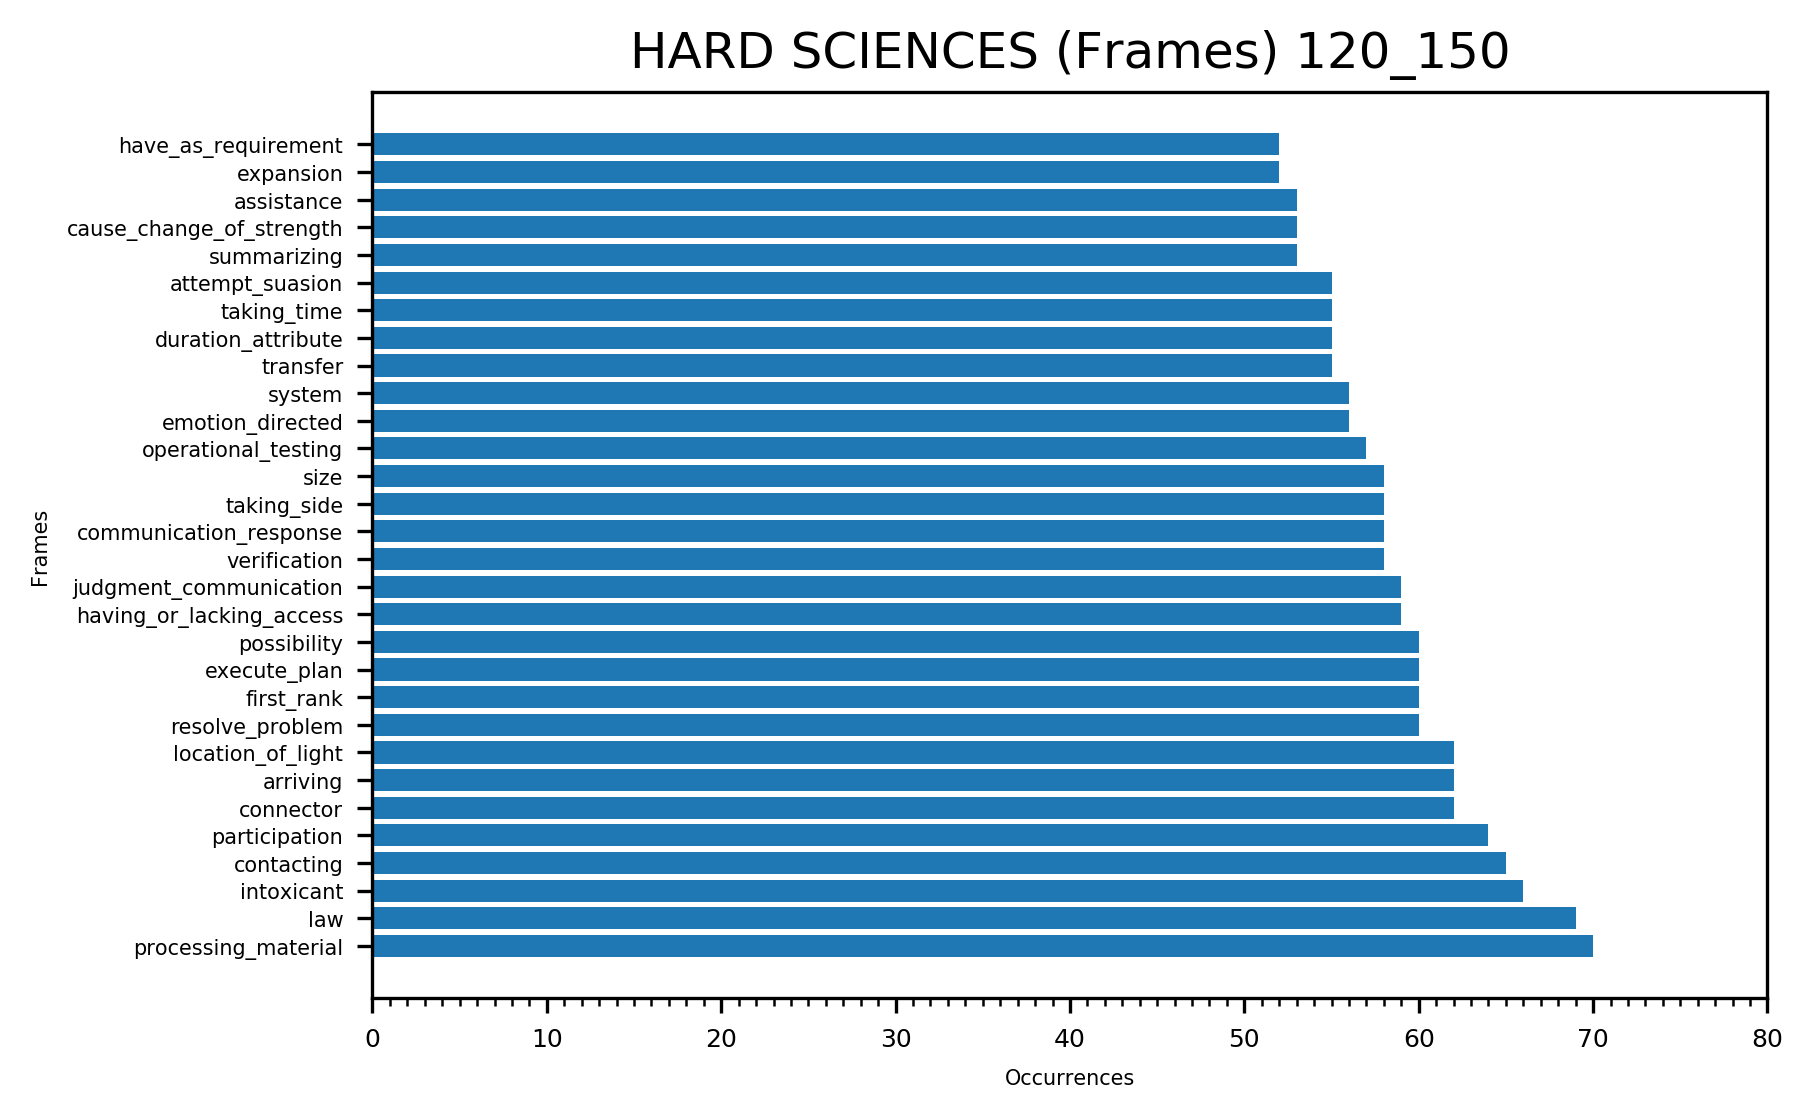 HARD SCIENCES (Frames) 120_150
have_as_requirement
expansion
assistance
cause_change_of_strength
summarizing
attempt_suasion
taking_time
duration_attribute
transfer
system
emotion_directed
operational_testing
size
taking_side
communication_response
verification
judgment_communication
having_or_lacking_access
possibility
execute_plan
first_rank
resolve_problem
location_of_light
arriving
connector
participation
contacting
intoxicant
law
processing_material
Frames
0 10 20 30 40 50 60 70 80
Occurrences